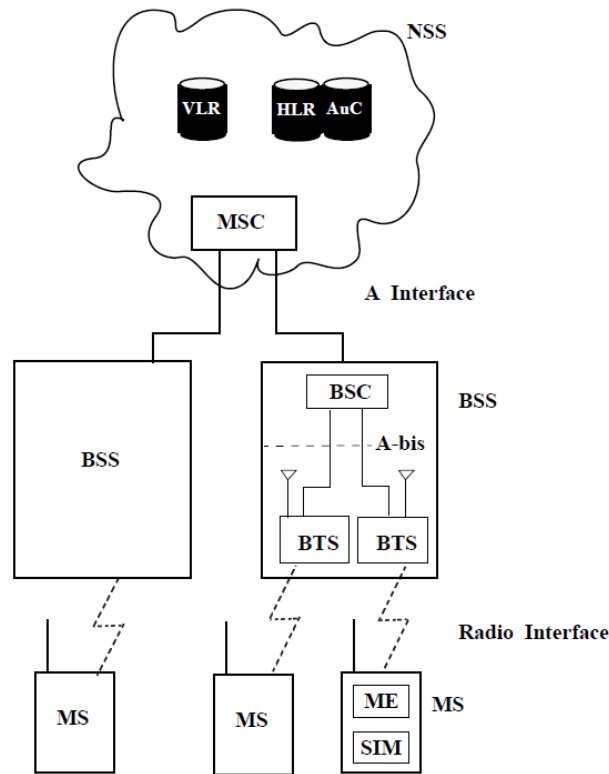 NSS
VLR HLR AuC
MSC
A Interface
BSC
BSS
BSS
A-bis
BTS BTS
Radio Interface
ME
MS
MS MS
SIM